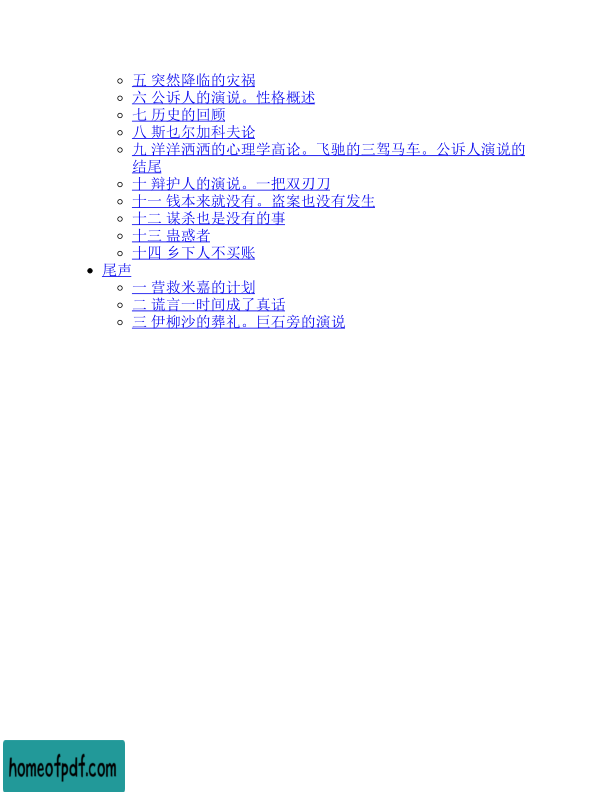 五 突然降临的灾祸
六 公诉人的演说。性格概述
七 历史的回顾
八 斯乜尔加科夫论
九 洋洋洒洒的心理学高论。飞驰的三驾马车。公诉人演说的
结尾
十 辩护人的演说。一把双刃刀
十一 钱本来就没有。盗案也没有发生
十二 谋杀也是没有的事
十三 蛊惑者
十四 乡下人不买账
尾声
一 营救米嘉的计划
二 谎言一时间成了真话
三 伊柳沙的葬礼。巨石旁的演说
homeofpdf.com